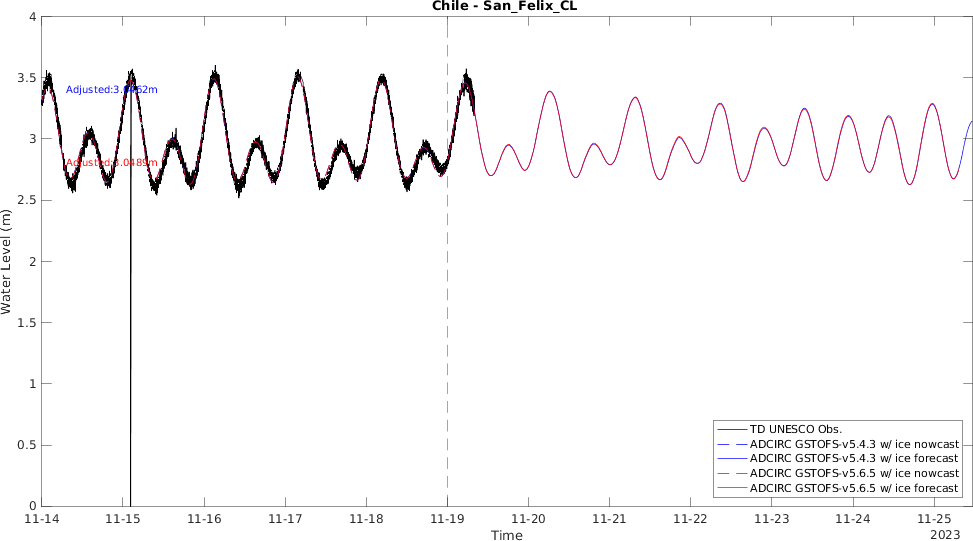 Chile - San_Felix_CL
4
3.5
3
2.5
2
1.5
1
0.5
0
Water Level (m)
Adjusted:3.0462m
Adjusted:3.0489m
TD UNESCO Obs.
ADCIRC GSTOFS-v5.4.3 w/ ice nowcast
ADCIRC GSTOFS-v5.4.3 w/ ice forecast
ADCIRC GSTOFS-v5.6.5 w/ ice nowcast
ADCIRC GSTOFS-v5.6.5 w/ ice forecast
11-14 11-15 11-16 11-17 11-18 11-19 11-20 11-21 11-22 11-23 11-24 11-25
Time
2023